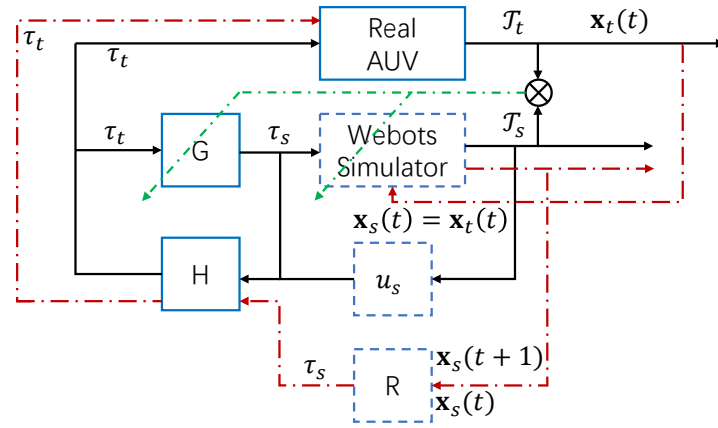 τ_t
τ_t
Real
AUV
𝒯_t
𝐱_t(t)
τ_t
G
τ_s
Webots
Simulator
𝒯_s
𝐱_s(t) = 𝐱_t(t)
H
u_s
τ_s
R
𝐱_s(t + 1)
𝐱_s(t)